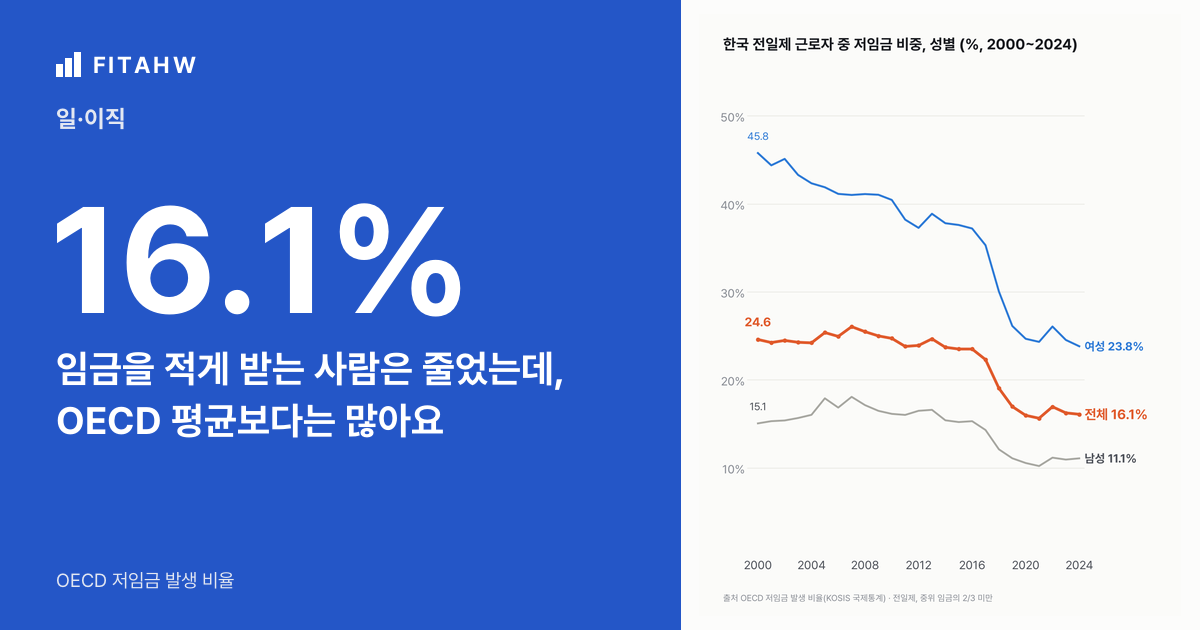 FITAHW
일·이직
16.1%
임금을 적게 받는 사람은 줄었는데,
OECD 평균보다는 많아요
OECD 저임금 발생 비율
한국 전일제 근로자 중 저임금 비중, 성별 (%, 2000~2024)
50%
45.8
40%
30%
24.6
여성 23.8%
20%
15.1
전체 16.1%
남성 11.1%
10%
2000 2004 2008 2012 2016 2020 2024
출처 OECD 저임금 발생 비율(KOSIS 국제통계) · 전일제, 중위 임금의 2/3 미만